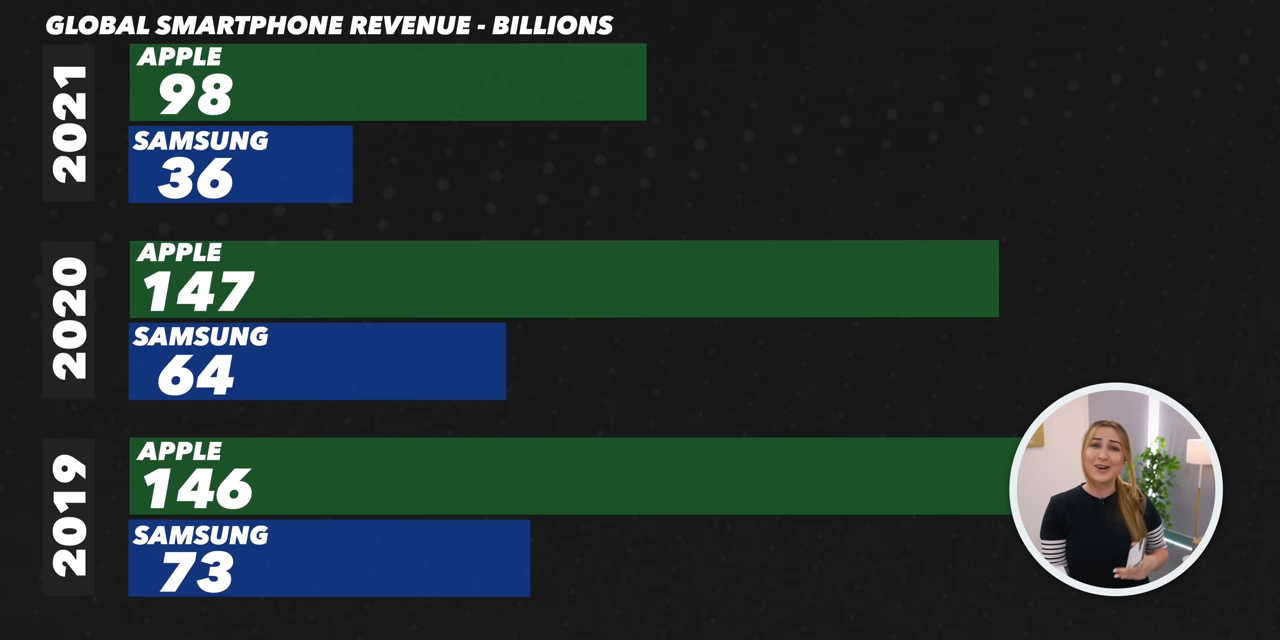 GLOBAL SMARTPHONE REVENUE - BILLIONS
2021
APPLE
98
SAMSUNG
36
2020
APPLE
147
SAMSUNG
64
2019
APPLE
146
SAMSUNG
73